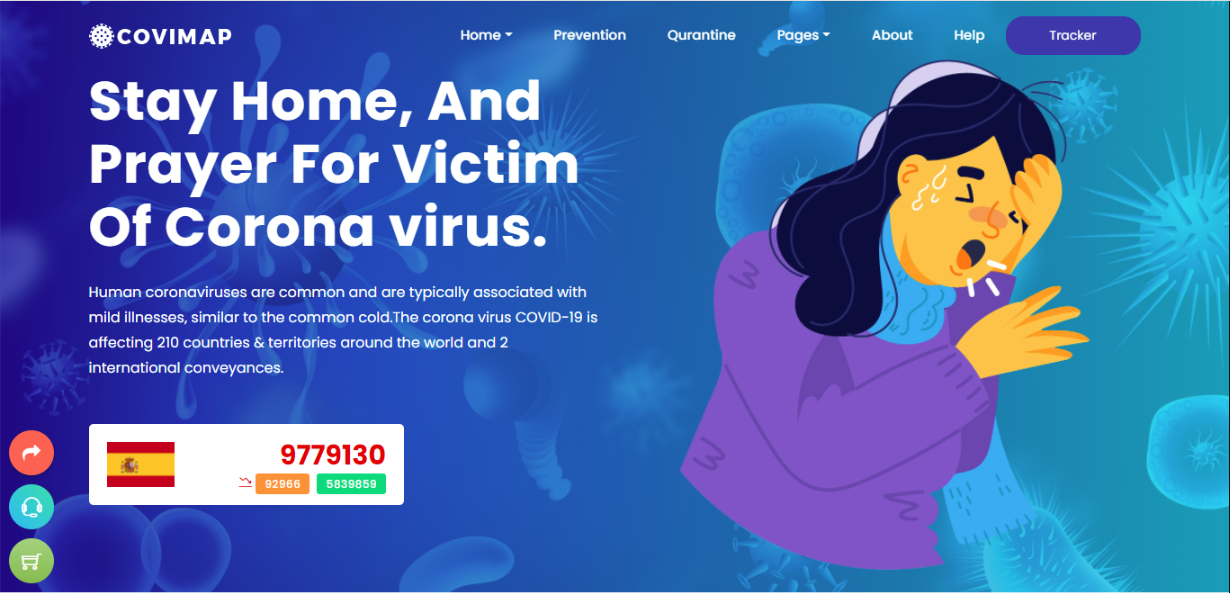 COVIMAP
Home Prevention Qurantine Pages About Help Tracker
Stay Home, And
Prayer For Victim
Of Corona virus.
Human coronaviruses are common and are typically associated with
mild illnesses, similar to the common cold.The corona virus COVID-19 is
affecting 210 countries & territories around the world and 2
international conveyances.
9779130
92966 5839859